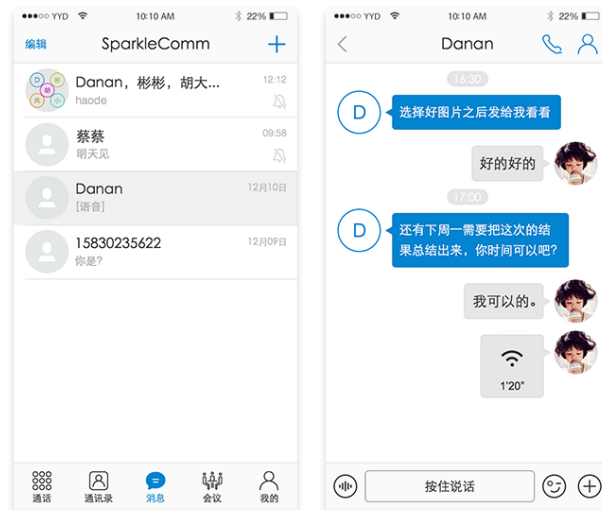 YYD
10:10 AM
22%
编辑
SparkleComm
Danan，彬彬，胡大...
12:12
haode
D
彬
胡
凤
小
蔡蔡
09:58
明天见
Danan
12月10日
[语音]
15830235622
12月09日
你是?
通话
通讯录
消息
会议
我的
YYD
10:10 AM
22%
Danan
16:30
D
选择好图片之后发给我看看
好的好的
17:00
D
还有下周一需要把这次的结
果总结出来，你时间可以吧?
我可以的。
1'20"
按住说话